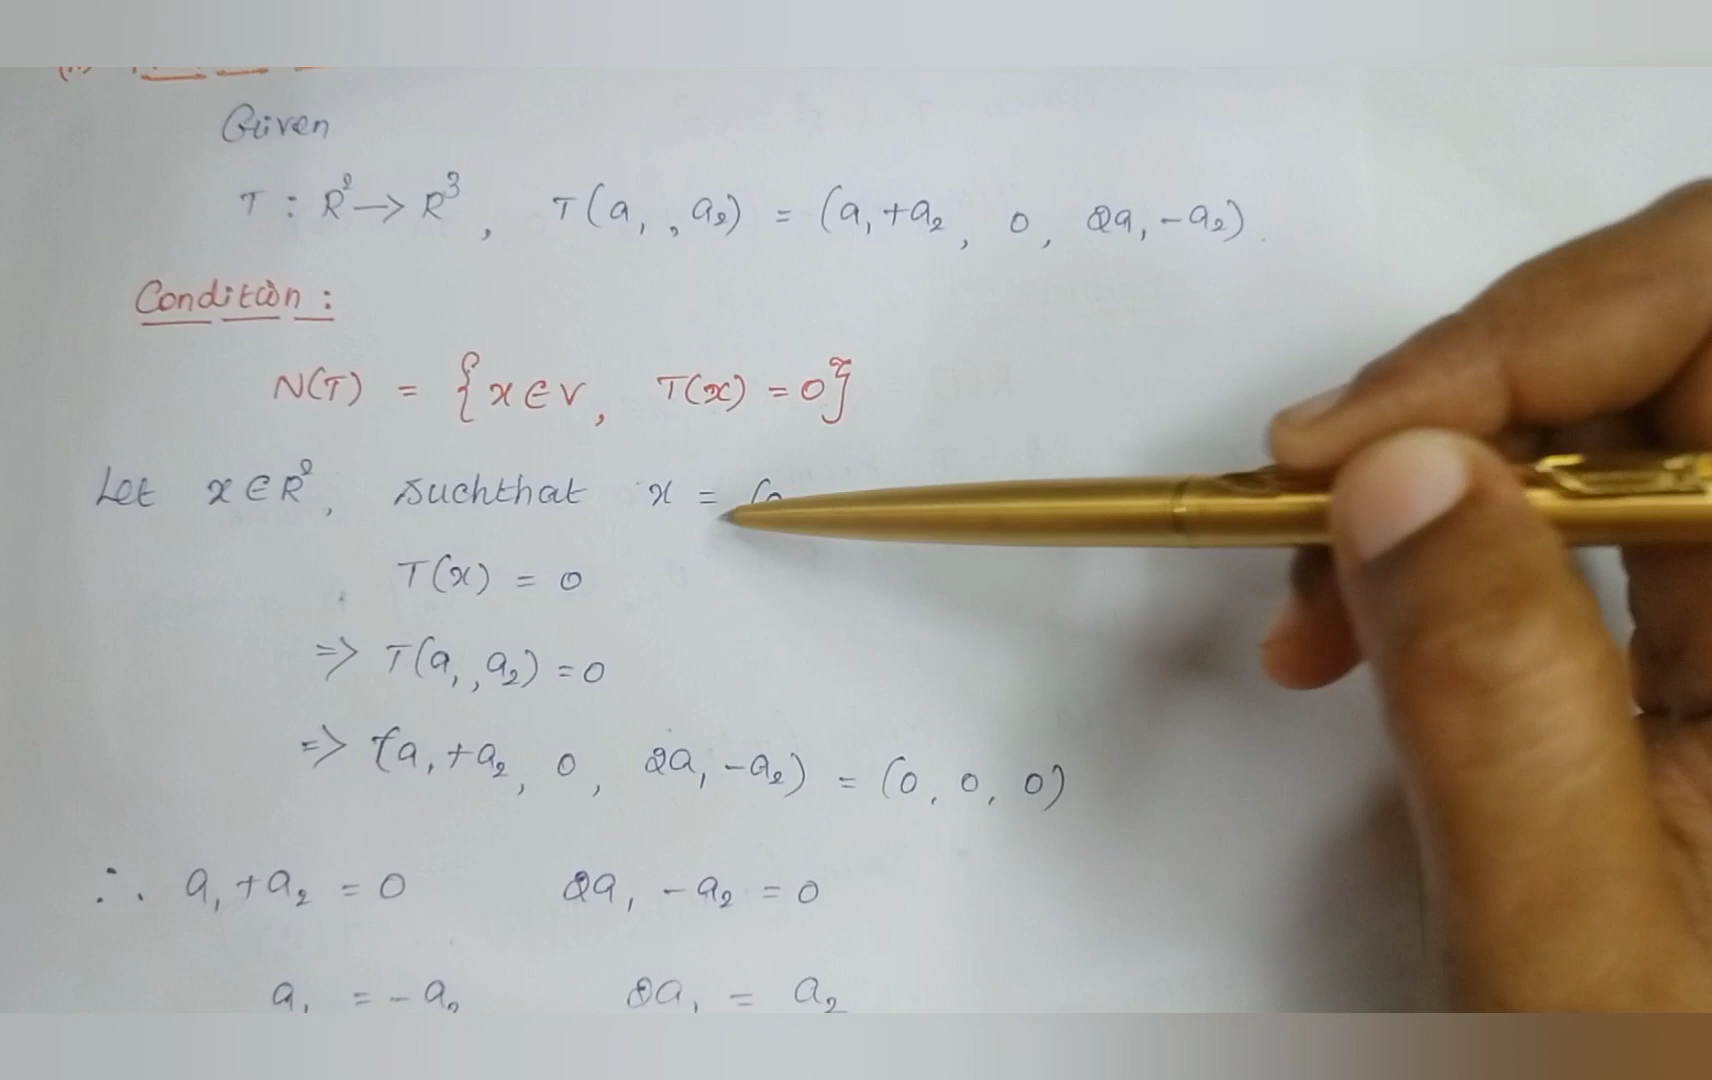 Given
T : R² → R³, T(a₁, a₂) = (a₁+a₂, 0, 2a₁-a₂).
Condition :
N(T) = {x∈V, T(x) = 0}
Let x∈R², suchthat x = (a
T(x) = 0
=> T(a₁, a₂) = 0
=> (a₁+a₂, 0, 2a₁-a₂) = (0, 0, 0)
∴ a₁+a₂ = 0 2a₁-a₂ = 0
a₁ = -a₂ 2a₁ = a₂